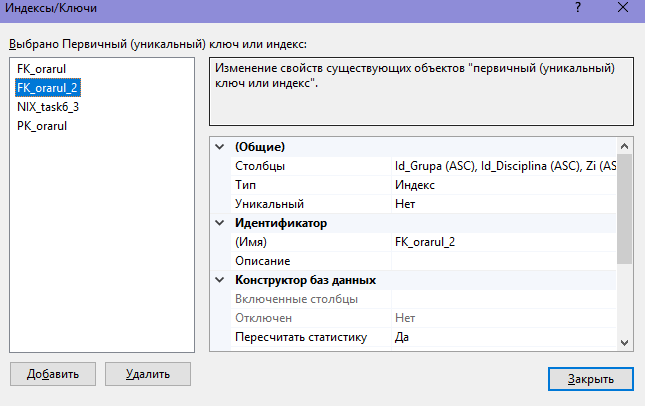 Индексы/Ключи
?
Выбрано Первичный (уникальный) ключ или индекс:
FK_orarul
FK_orarul_2
NIX_task6_3
PK_orarul
Изменение свойств существующих объектов "первичный (уникальный)
ключ или индекс".
(Общие)
Столбцы Id_Grupa (ASC), Id_Disciplina (ASC), Zi (AS
Тип Индекс
Уникальный Нет
Идентификатор
(Имя) FK_orarul_2
Описание
Конструктор баз данных
Включенные столбцы
Отключен Нет
Пересчитать статистику Да
Добавить Удалить
Закрыть